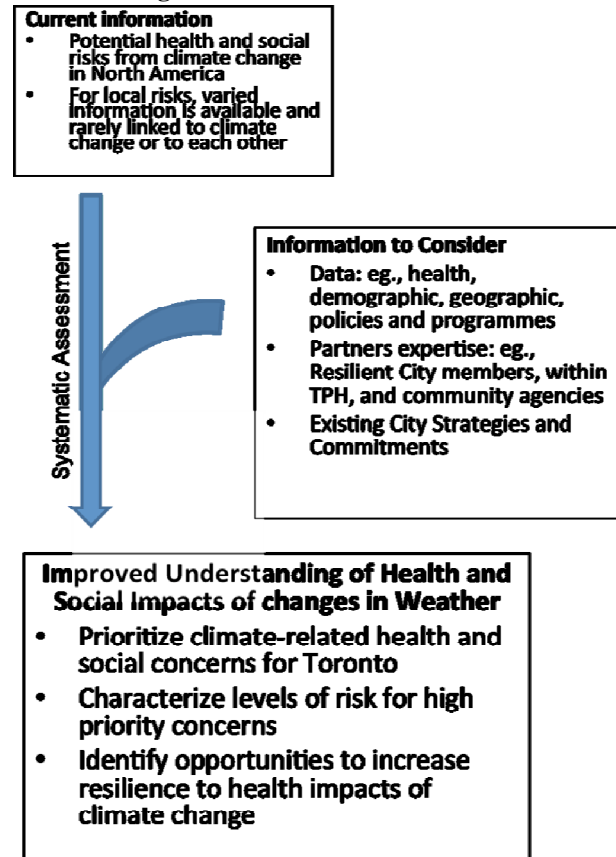 Current information
• Potential health and social
risks from climate change
in North America
• For local risks, varied
information is available and
rarely linked to climate
change or to each other
Systematic Assessment
Information to Consider
• Data: eg., health,
demographic, geographic,
policies and programmes
• Partners expertise: eg.,
Resilient City members, within
TPH, and community agencies
• Existing City Strategies and
Commitments
Improved Understanding of Health and
Social Impacts of changes in Weather
• Prioritize climate-related health and
social concerns for Toronto
• Characterize levels of risk for high
priority concerns
• Identify opportunities to increase
resilience to health impacts of
climate change